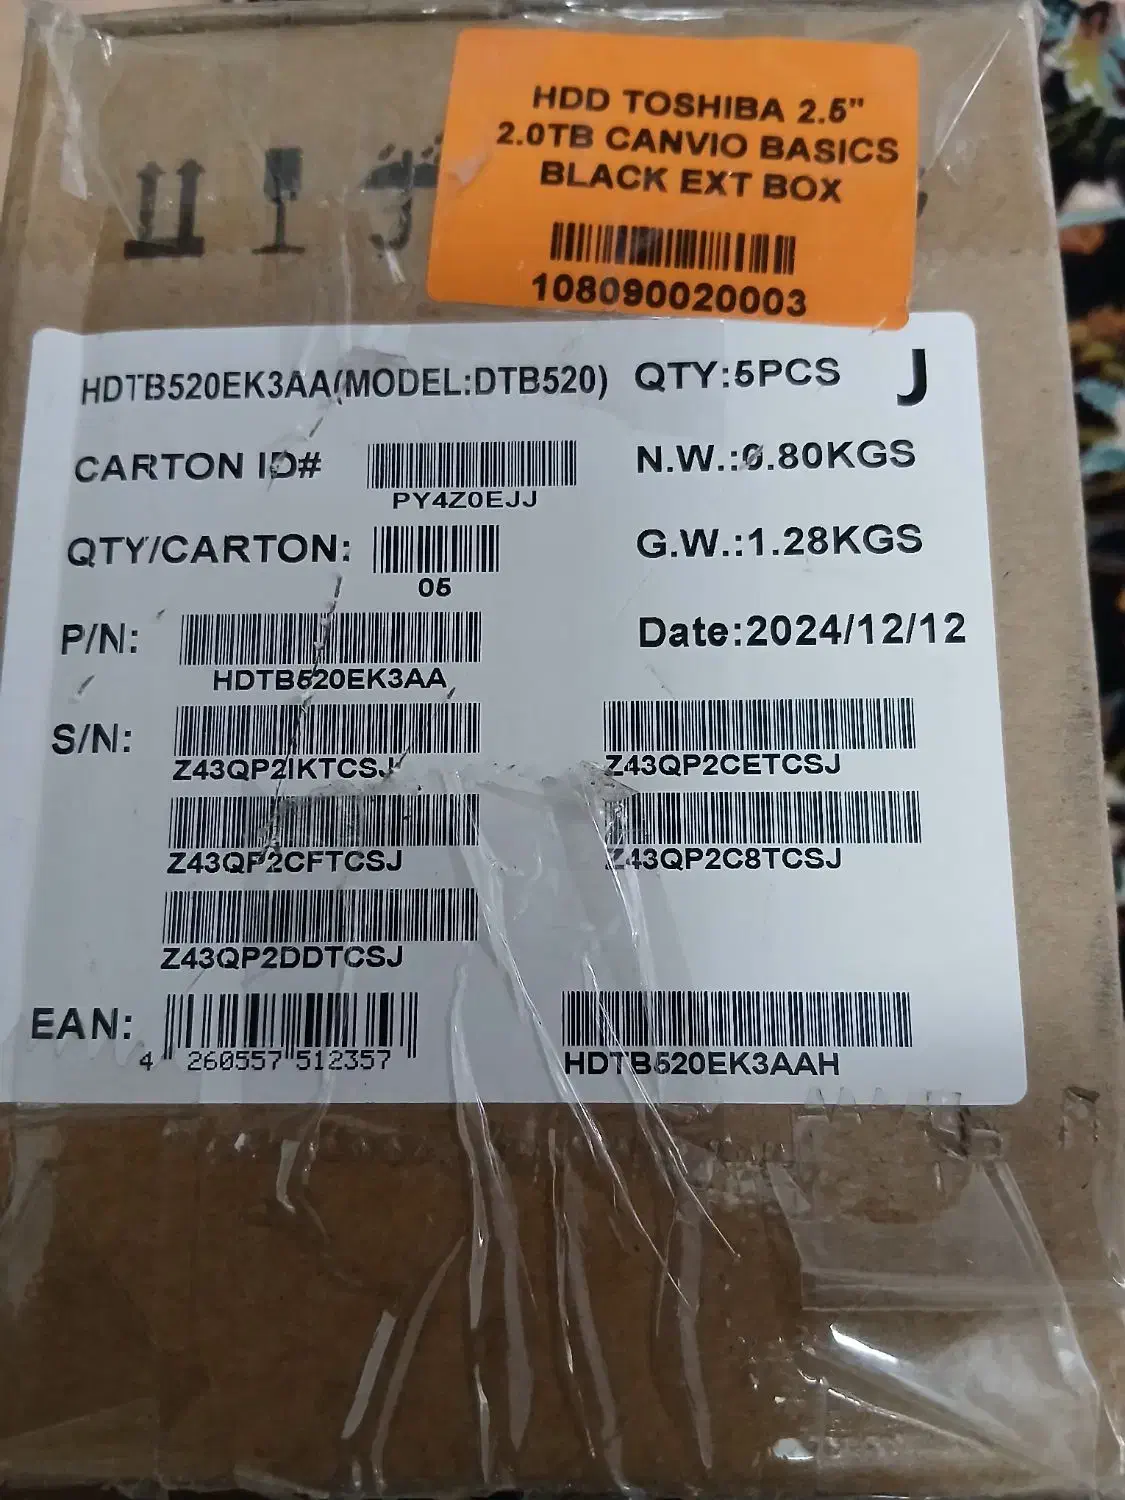 HDD TOSHIBA 2.5"
2.0TB CANVIO BASICS
BLACK EXT BOX
108090020003
HDTB520EK3AA(MODEL:DTB520) QTY:5PCS J
CARTON ID# PY4Z0EJJ N.W.:0.80KGS
QTY/CARTON: 05 G.W.:1.28KGS
P/N: HDTB520EK3AA Date:2024/12/12
S/N: Z43QP2IKTCSJ Z43QP2CETCSJ
Z43QP2CFTCSJ Z43QP2C8TCSJ
Z43QP2DDTCSJ
EAN: 4 260557 512357 HDTB520EK3AAH